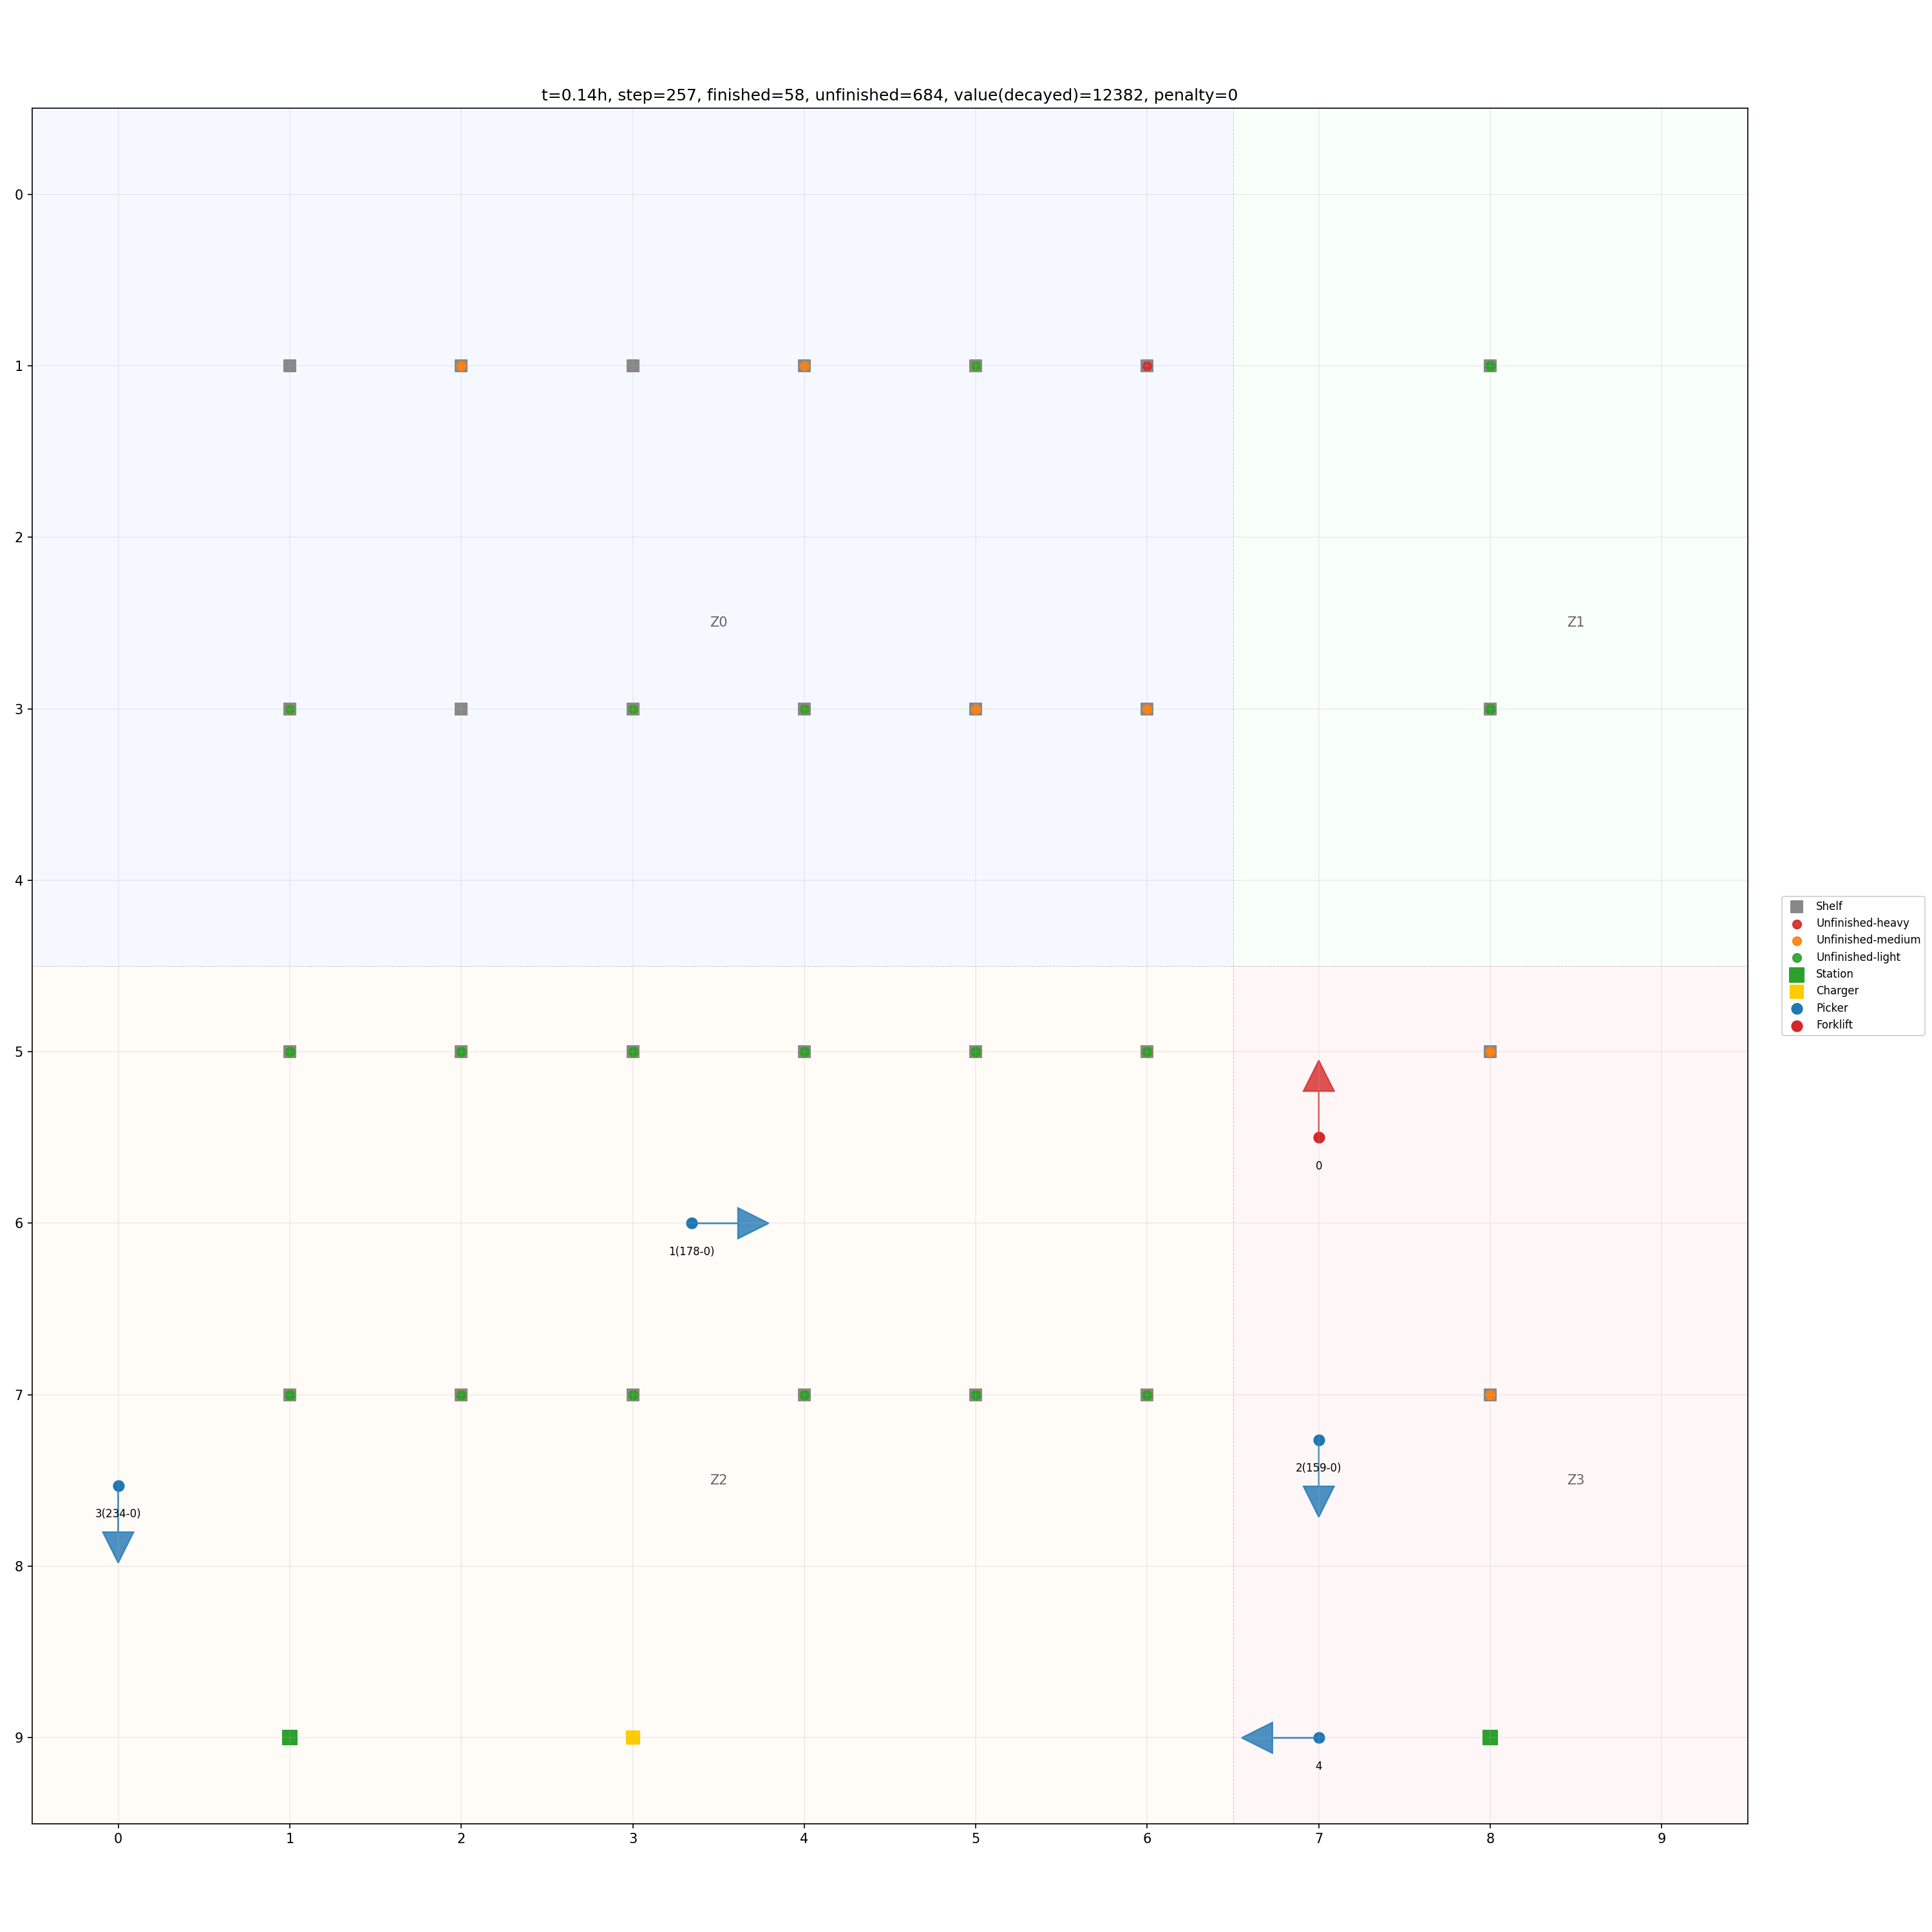 t=0.14h, step=257, finished=58, unfinished=684, value(decayed)=12382, penalty=0
0
1
2
Z0
Z1
3
4
Shelf
Unfinished-heavy
Unfinished-medium
Unfinished-light
Station
Charger
Picker
Forklift
5
0
6
1(178-0)
7
2(159-0)
Z2
Z3
3(234-0)
8
9
4
0 1 2 3 4 5 6 7 8 9